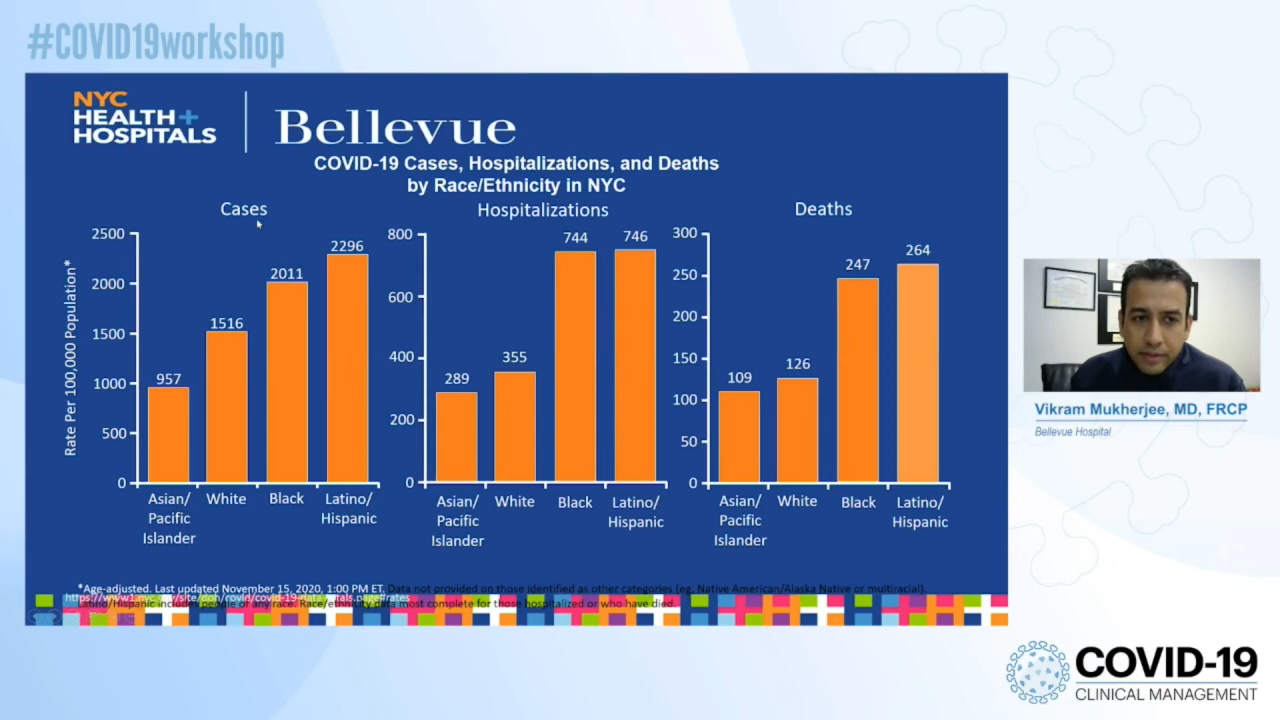 #COVID19workshop
NYC
HEALTH+
HOSPITALS
Bellevue
COVID-19 Cases, Hospitalizations, and Deaths
by Race/Ethnicity in NYC
Cases
Rate Per 100,000 Population*
2500
2000
1500
1000
500
0
957
1516
2011
2296
Asian/
Pacific
Islander
White
Black
Latino/
Hispanic
Hospitalizations
800
600
400
200
0
289
355
744
746
Asian/
Pacific
Islander
White
Black
Latino/
Hispanic
Deaths
300
250
200
150
100
50
0
109
126
247
264
Asian/
Pacific
Islander
White
Black
Latino/
Hispanic
*Age-adjusted. Last updated November 15, 2020, 1:00 PM ET. Data not provided on those identified as other categories (eg, Native American/Alaska Native or multiracial).
Latino/Hispanic includes people of any race. Race/ethnicity data most complete for those hospitalized or who have died.
Vikram Mukherjee, MD, FRCP
Bellevue Hospital
COVID-19
CLINICAL MANAGEMENT